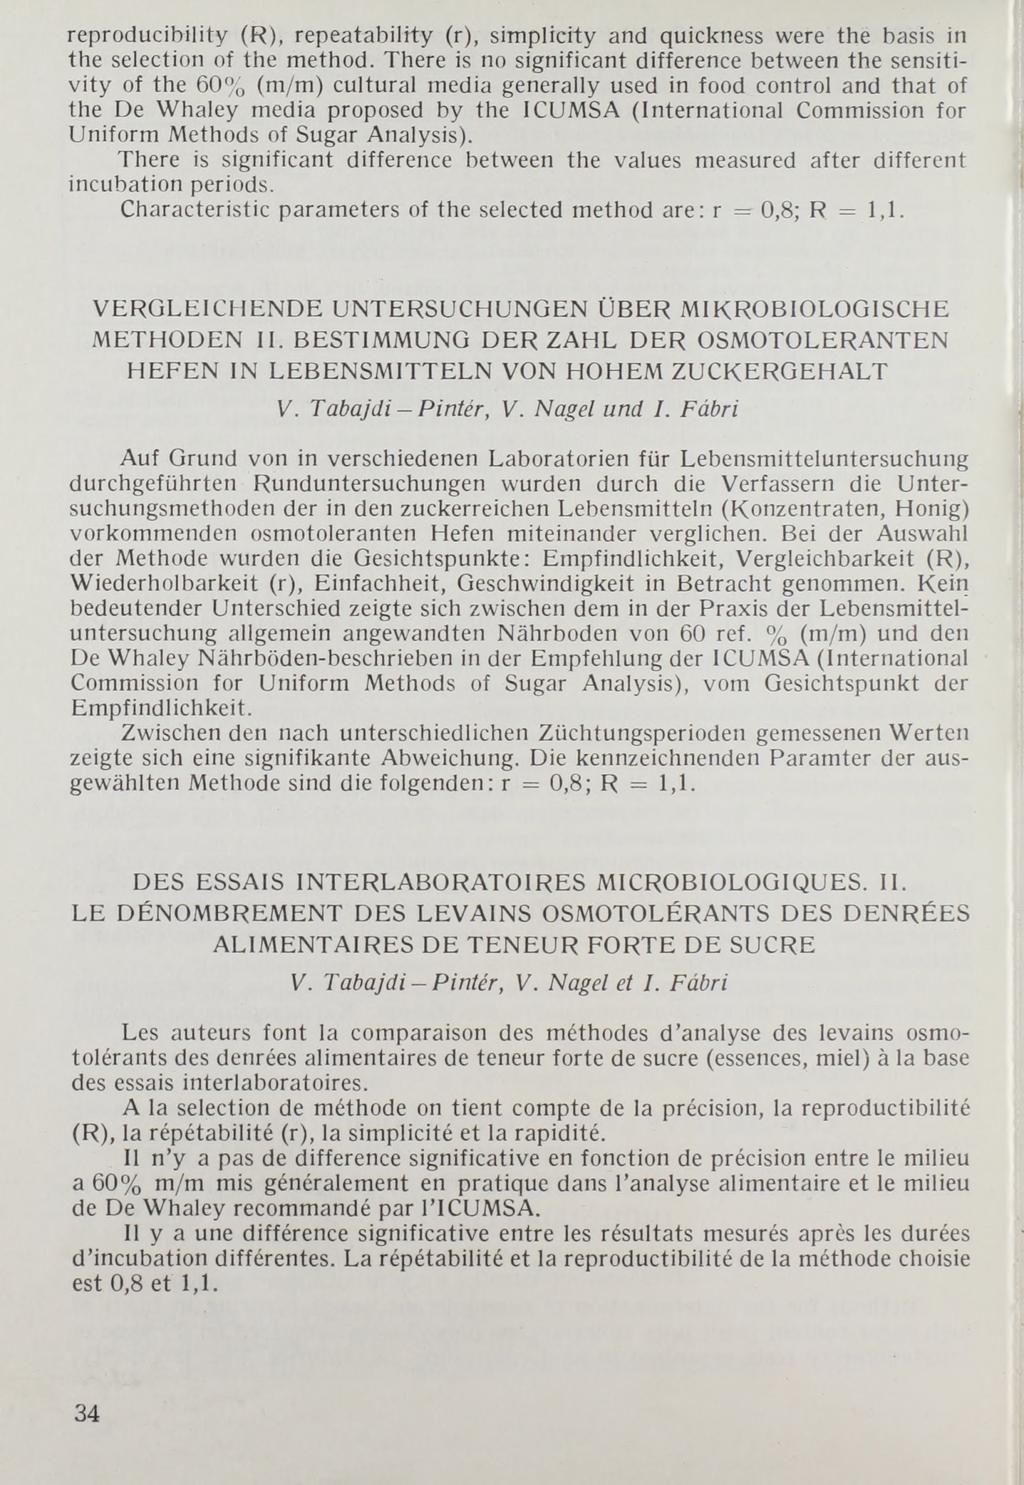 reproducibility (R), repeatability (r), simplicity and quickness were the basis in
the selection of the method. There is no significant difference between the sensiti-
vity of the 60% (m/m) cultural media generally used in food control and that of
the De Whaley media proposed by the ICUMSA (International Commission for
Uniform Methods of Sugar Analysis).
There is significant difference between the values measured after different
incubation periods.
Characteristic parameters of the selected method are: r = 0,8; R = 1,1.
VERGLEICHENDE UNTERSUCHUNGEN ÜBER MIKROBIOLOGISCHE
METHODEN II. BESTIMMUNG DER ZAHL DER OSMOTOLERANTEN
HEFEN IN LEBENSMITTELN VON HOHEM ZUCKERGEHALT
V. Tabajdi – Pintér, V. Nagel und I. Fábri
Auf Grund von in verschiedenen Laboratorien für Lebensmitteluntersuchung
durchgeführten Runduntersuchungen wurden durch die Verfassern die Unter-
suchungsmethoden der in den zuckerreichen Lebensmitteln (Konzentraten, Honig)
vorkommenden osmotoleranten Hefen miteinander verglichen. Bei der Auswahl
der Methode wurden die Gesichtspunkte: Empfindlichkeit, Vergleichbarkeit (R),
Wiederholbarkeit (r), Einfachheit, Geschwindigkeit in Betracht genommen. Kein
bedeutender Unterschied zeigte sich zwischen dem in der Praxis der Lebensmittel-
untersuchung allgemein angewandten Nährboden von 60 ref. % (m/m) und den
De Whaley Nährböden-beschrieben in der Empfehlung der ICUMSA (International
Commission for Uniform Methods of Sugar Analysis), vom Gesichtspunkt der
Empfindlichkeit.
Zwischen den nach unterschiedlichen Züchtungsperioden gemessenen Werten
zeigte sich eine signifikante Abweichung. Die kennzeichnenden Paramter der aus-
gewählten Methode sind die folgenden: r = 0,8; R = 1,1.
DES ESSAIS INTERLABORATOIRES MICROBIOLOGIQUES. II.
LE DÉNOMBREMENT DES LEVAINS OSMOTOLÉRANTS DES DENRÉES
ALIMENTAIRES DE TENEUR FORTE DE SUCRE
V. Tabajdi – Pintér, V. Nagel et I. Fábri
Les auteurs font la comparaison des méthodes d'analyse des levains osmo-
tolérants des denrées alimentaires de teneur forte de sucre (essences, miel) à la base
des essais interlaboratoires.
A la selection de méthode on tient compte de la précision, la reproductibilité
(R), la répétabilité (r), la simplicité et la rapidité.
Il n'y a pas de difference significative en fonction de précision entre le milieu
a 60% m/m mis généralement en pratique dans l'analyse alimentaire et le milieu
de De Whaley recommandé par l'ICUMSA.
Il y a une différence significative entre les résultats mesurés après les durées
d'incubation différentes. La répétabilité et la reproductibilité de la méthode choisie
est 0,8 et 1,1.
34